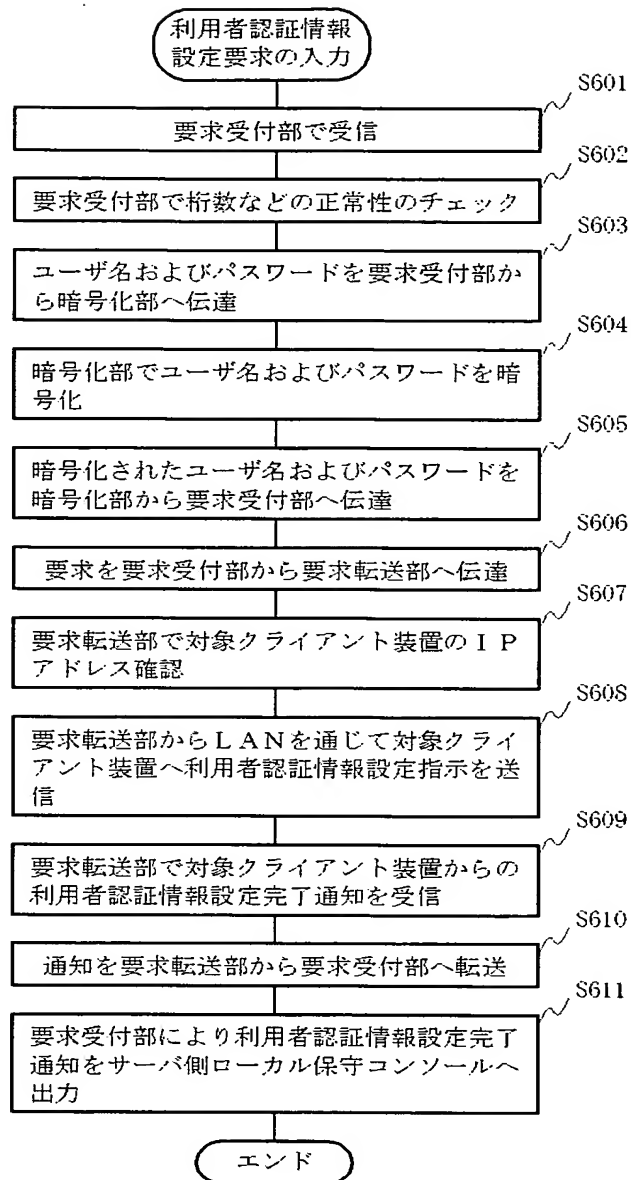 利用者認証情報
設定要求の入力
S601
要求受付部で受信
S602
要求受付部で桁数などの正常性のチェック
S603
ユーザ名およびパスワードを要求受付部か
ら暗号化部へ伝達
S604
暗号化部でユーザ名およびパスワードを暗
号化
S605
暗号化されたユーザ名およびパスワードを
暗号化部から要求受付部へ伝達
S606
要求を要求受付部から要求転送部へ伝達
S607
要求転送部で対象クライアント装置のIP
アドレス確認
S608
要求転送部からLANを通じて対象クライ
アント装置へ利用者認証情報設定指示を送
信
S609
要求転送部で対象クライアント装置からの
利用者認証情報設定完了通知を受信
S610
通知を要求転送部から要求受付部へ転送
S611
要求受付部により利用者認証情報設定完了
通知をサーバ側ローカル保守コンソールへ
出力
エンド